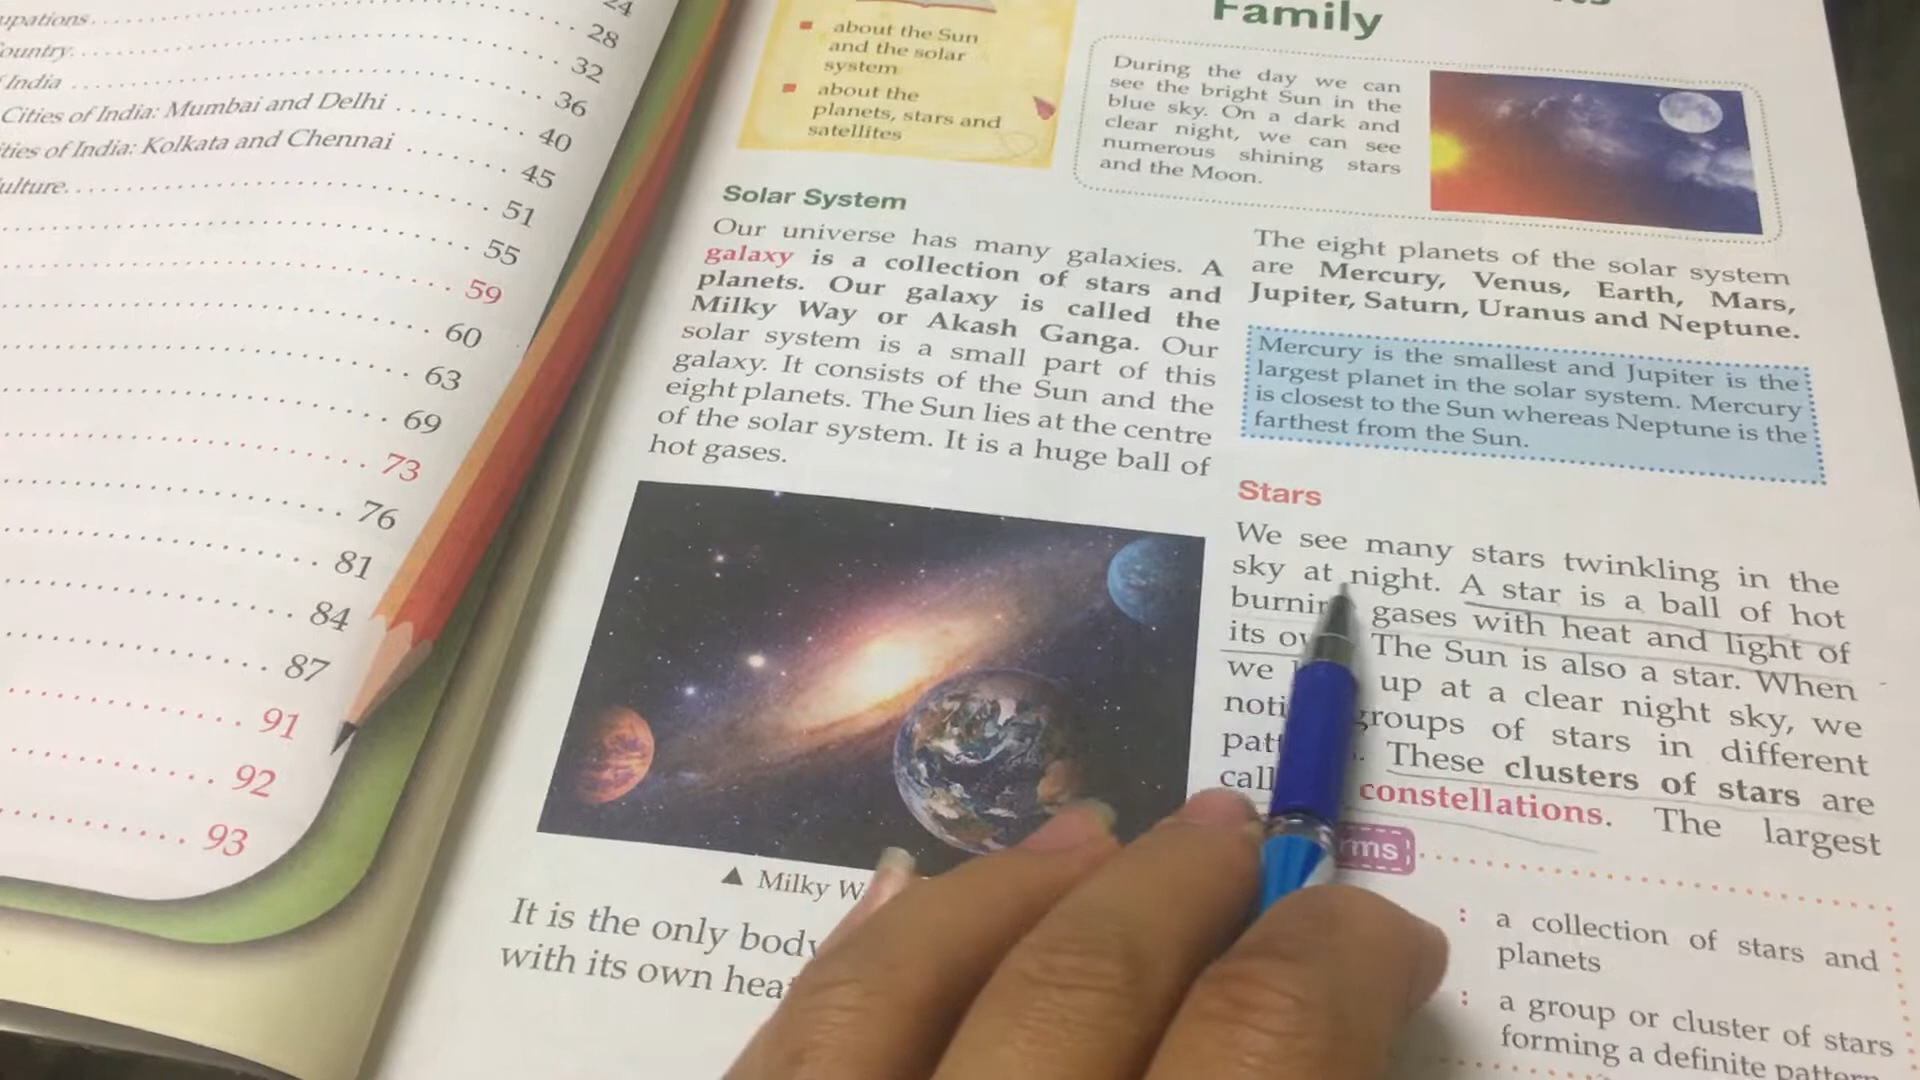 24
28
ountry
32
India
36
Cities of India: Mumbai and Delhi
40
ties of India: Kolkata and Chennai
45
ulture
51
55
59
60
63
69
73
76
81
84
87
91
92
93
Family
about the Sun
and the solar
system
about the
planets, stars and
satellites
During the day we can
see the bright Sun in the
blue sky. On a dark and
clear night, we can see
numerous shining stars
and the Moon.
Solar System
Our universe has many galaxies. A
galaxy is a collection of stars and
planets. Our galaxy is called the
Milky Way or Akash Ganga. Our
solar system is a small part of this
galaxy. It consists of the Sun and the
eight planets. The Sun lies at the centre
of the solar system. It is a huge ball of
hot gases.
▲ Milky W
It is the only body
with its own hea
The eight planets of the solar system
are Mercury, Venus, Earth, Mars,
Jupiter, Saturn, Uranus and Neptune.
Mercury is the smallest and Jupiter is the
largest planet in the solar system. Mercury
is closest to the Sun whereas Neptune is the
farthest from the Sun.
Stars
We see many stars twinkling in the
sky at night. A star is a ball of hot
burnin gases with heat and light of
its ow The Sun is also a star. When
we up at a clear night sky, we
noti groups of stars in different
pat . These clusters of stars are
call constellations. The largest
rms
: a collection of stars and
planets
: a group or cluster of stars
forming a definite pattern